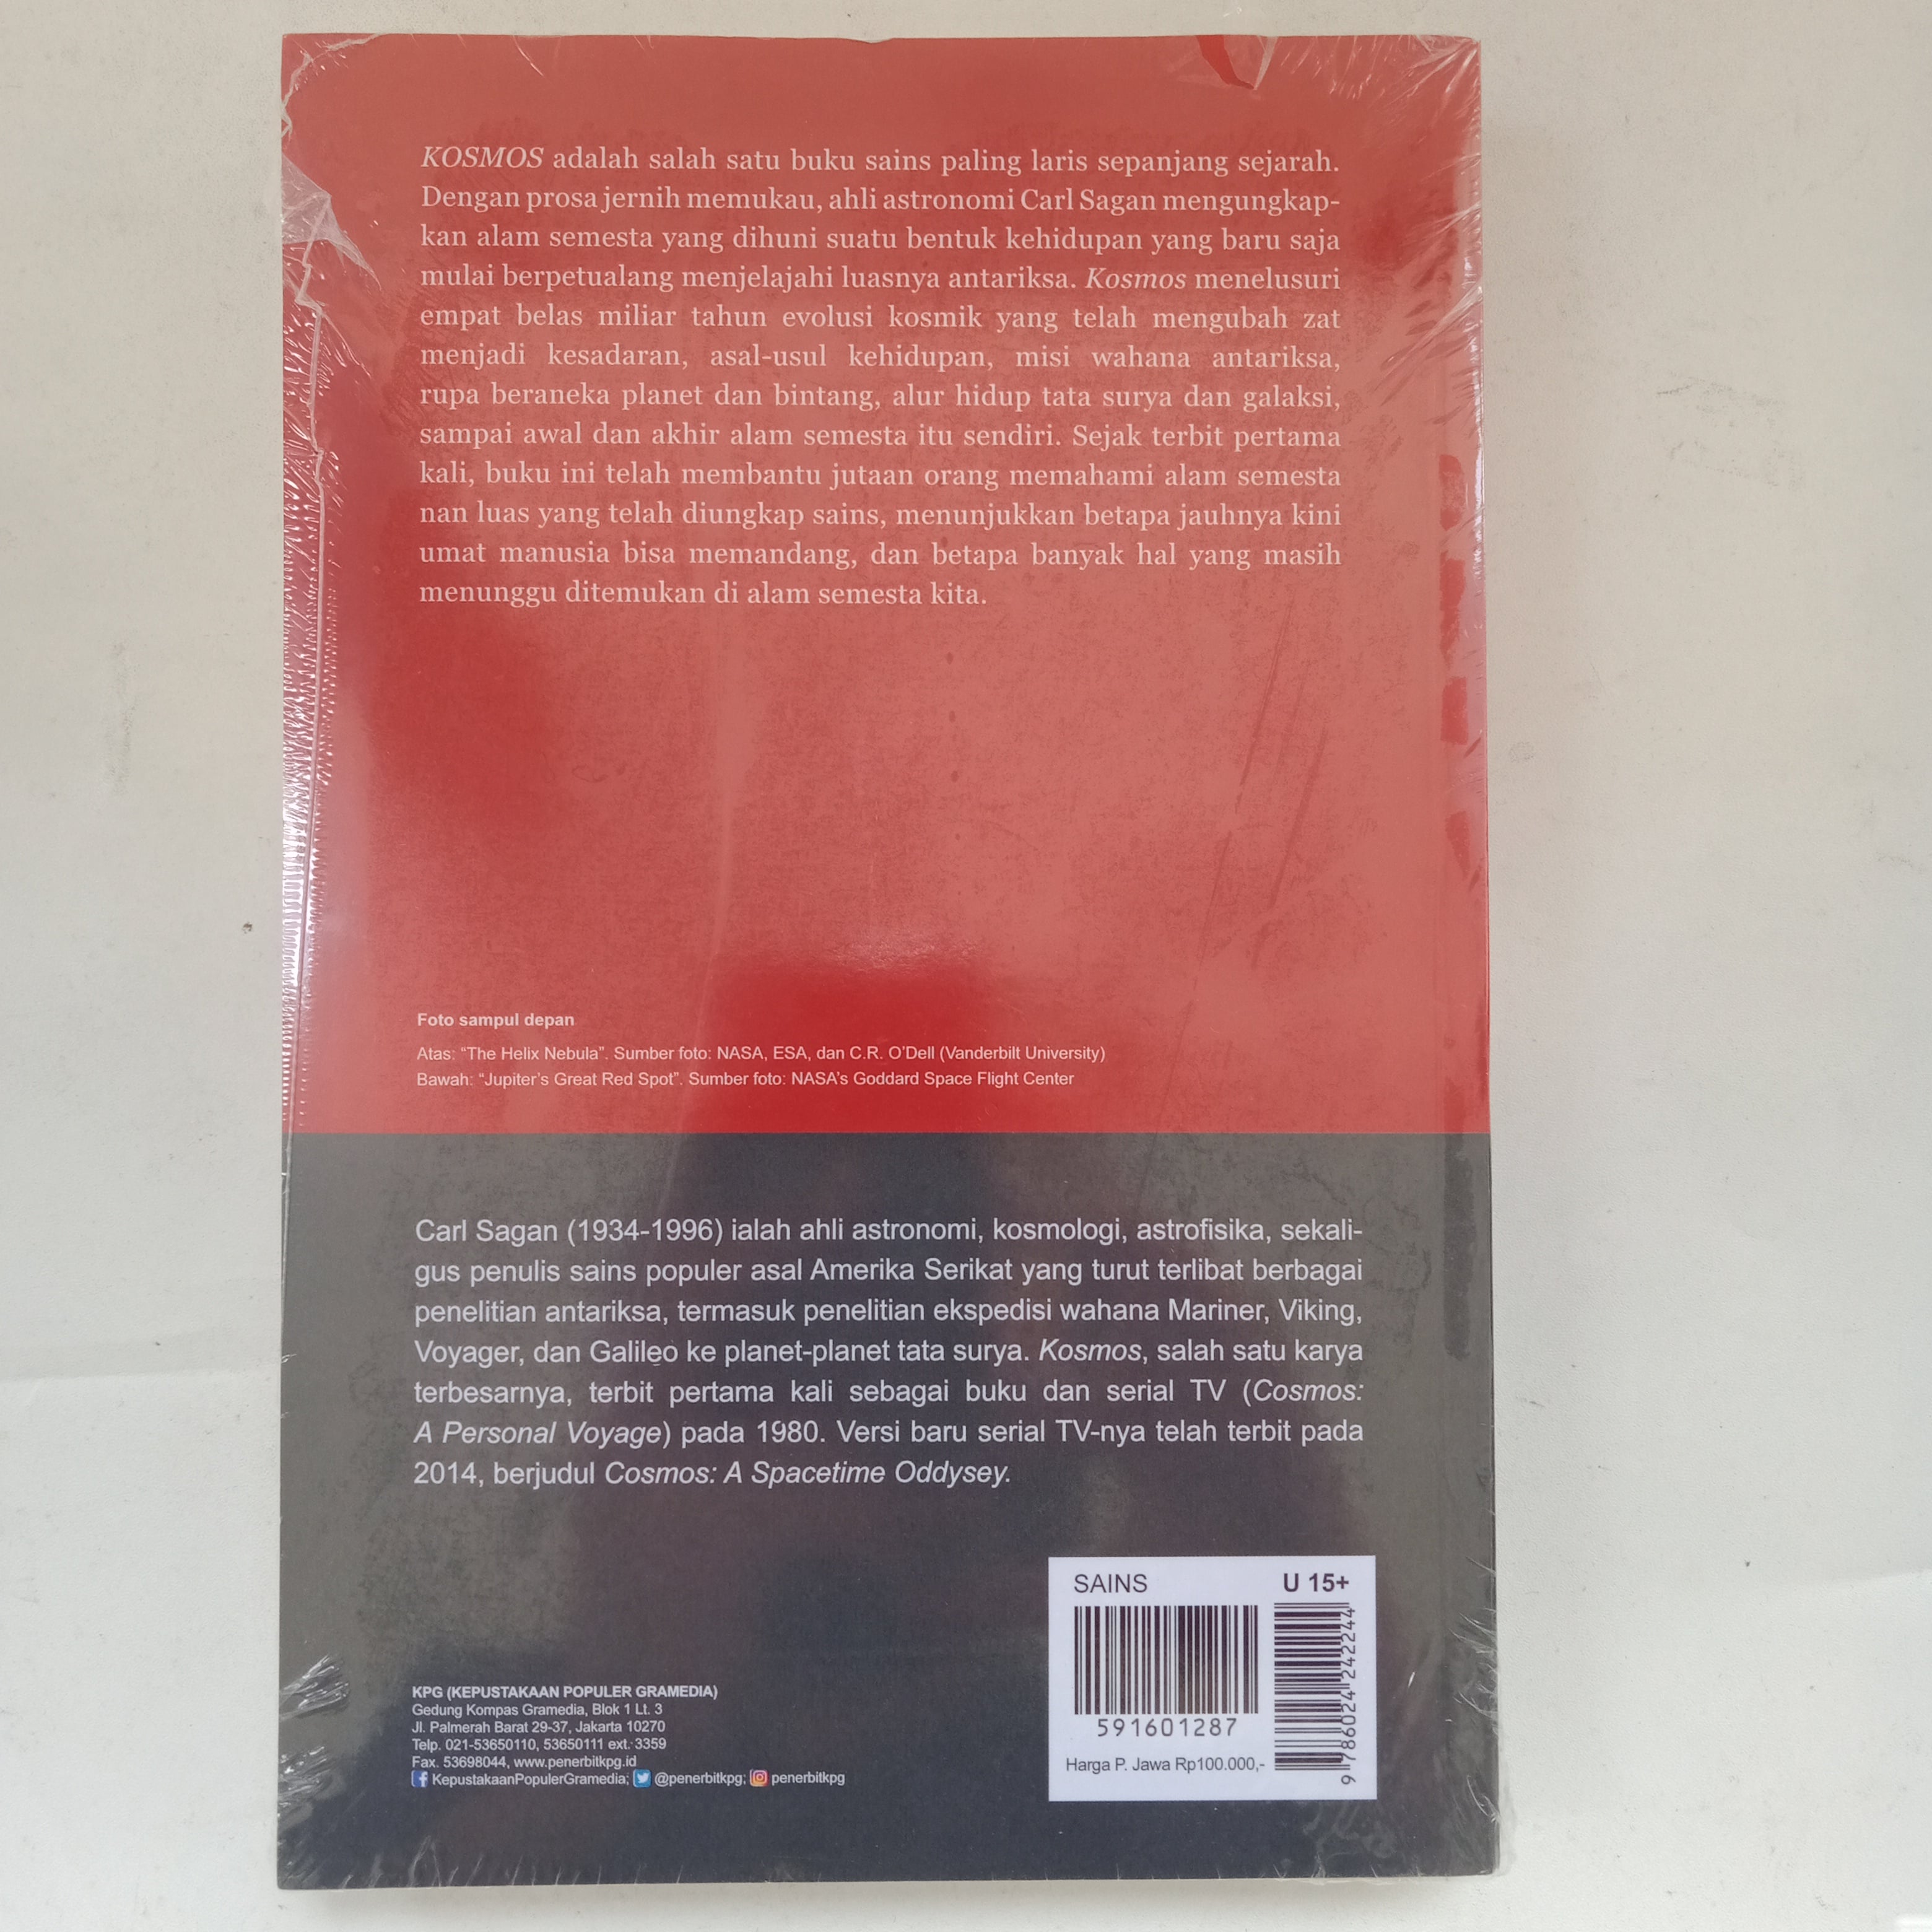 KOSMOS adalah salah satu buku sains paling laris sepanjang sejarah.
Dengan prosa jernih memukau, ahli astronomi Carl Sagan mengungkap-
kan alam semesta yang dihuni suatu bentuk kehidupan yang baru saja
mulai berpetualang menjelajahi luasnya antariksa. Kosmos menelusuri
empat belas miliar tahun evolusi kosmik yang telah mengubah zat
menjadi kesadaran, asal-usul kehidupan, misi wahana antariksa,
rupa beraneka planet dan bintang, alur hidup tata surya dan galaksi,
sampai awal dan akhir alam semesta itu sendiri. Sejak terbit pertama
kali, buku ini telah membantu jutaan orang memahami alam semesta
nan luas yang telah diungkap sains, menunjukkan betapa jauhnya kini
umat manusia bisa memandang, dan betapa banyak hal yang masih
menunggu ditemukan di alam semesta kita.
Foto sampul depan
Atas: “The Helix Nebula”. Sumber foto: NASA, ESA, dan C.R. O’Dell (Vanderbilt University)
Bawah: “Jupiter’s Great Red Spot”. Sumber foto: NASA’s Goddard Space Flight Center
Carl Sagan (1934-1996) ialah ahli astronomi, kosmologi, astrofisika, sekali-
gus penulis sains populer asal Amerika Serikat yang turut terlibat berbagai
penelitian antariksa, termasuk penelitian ekspedisi wahana Mariner, Viking,
Voyager, dan Galileo ke planet-planet tata surya. Kosmos, salah satu karya
terbesarnya, terbit pertama kali sebagai buku dan serial TV (Cosmos:
A Personal Voyage) pada 1980. Versi baru serial TV-nya telah terbit pada
2014, berjudul Cosmos: A Spacetime Oddysey.
KPG (KEPUSTAKAAN POPULER GRAMEDIA)
Gedung Kompas Gramedia, Blok 1 Lt. 3
Jl. Palmerah Barat 29-37, Jakarta 10270
Telp. 021-53650110, 53650111 ext. 3359
Fax. 53698044, www.penerbitkpg.id
KepustakaanPopulerGramedia; @penerbitkpg; penerbitkpg
SAINS U 15+
591601287
Harga P. Jawa Rp100.000,-
9 786024 242244